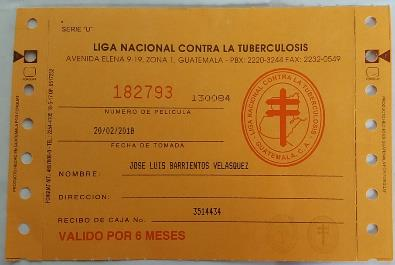 SERIE "U"
LIGA NACIONAL CONTRA LA TUBERCULOSIS
AVENIDA ELENA 9-19, ZONA 1, GUATEMALA - PBX: 2220-3244 FAX: 2232-0549
182793 130084
NUMERO DE PELICULA
20/02/2018
FECHA DE TOMADA
LIGA NACIONAL CONTRA LA TUBERCULOSIS
GUATEMALA, C.A.
JOSE LUIS BARRIENTOS VELASQUEZ
NOMBRE:
DIRECCION:
3514434
RECIBO DE CAJA No.
VALIDO POR 6 MESES